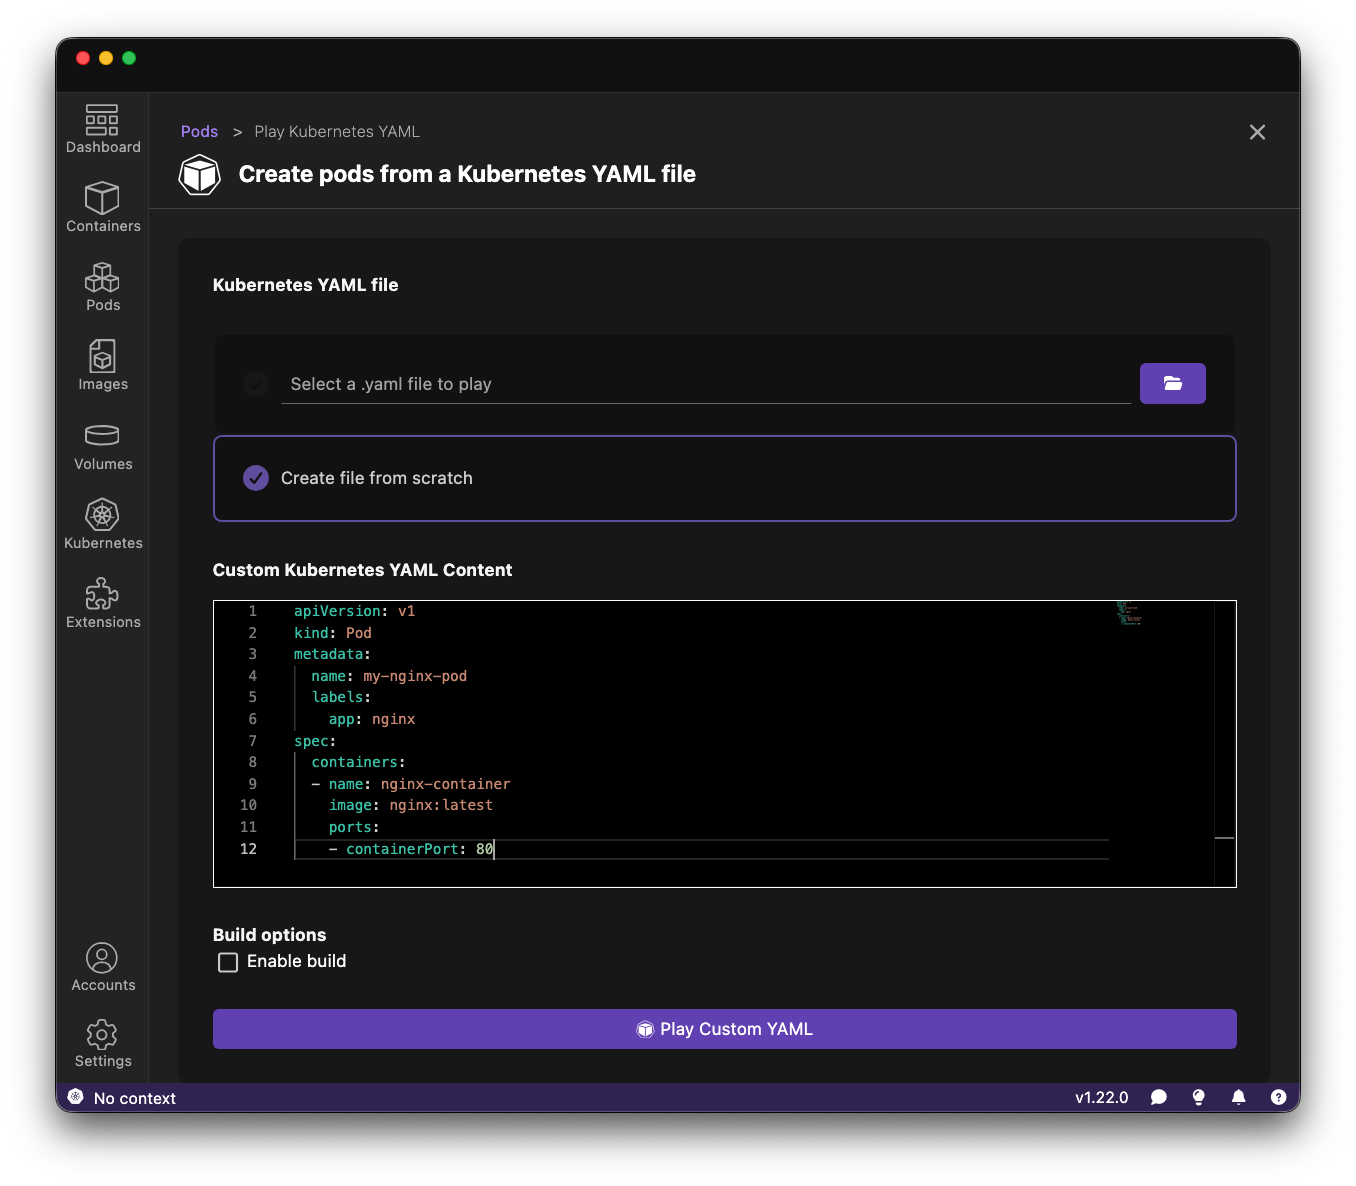 Dashboard
Containers
Pods
Images
Volumes
Kubernetes
Extensions
Accounts
Settings
Pods > Play Kubernetes YAML
Create pods from a Kubernetes YAML file
Kubernetes YAML file
Select a .yaml file to play
Create file from scratch
Custom Kubernetes YAML Content
1 apiVersion: v1
2 kind: Pod
3 metadata:
4   name: my-nginx-pod
5   labels:
6     app: nginx
7 spec:
8   containers:
9   - name: nginx-container
10     image: nginx:latest
11     ports:
12     - containerPort: 80
Build options
Enable build
Play Custom YAML
No context
v1.22.0